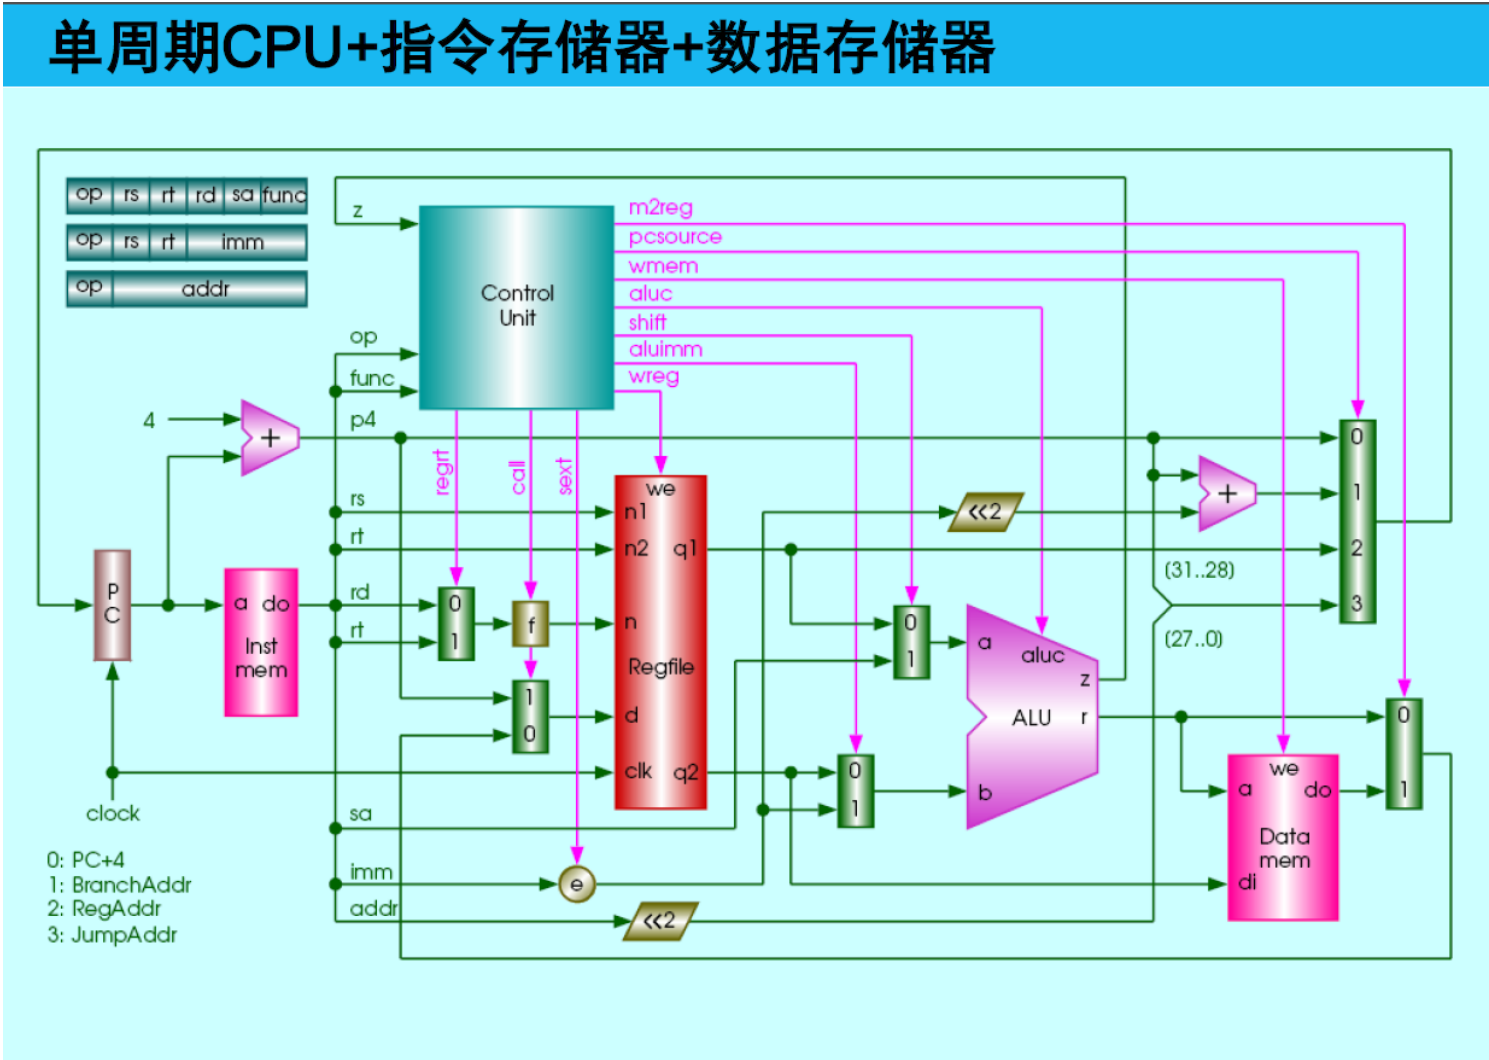 单周期CPU+指令存储器+数据存储器
op rs rt rd sa func
op rs rt imm
op addr
z
Control
Unit
m2reg
pcsource
wmem
aluc
shift
aluimm
wreg
op
func
p4
4
+
regrt
call
sext
rs
rt
rd
rt
PC
a do
Inst
mem
0
1
f
1
0
we
n1
n2 q1
n
Regfile
d
clk q2
<<2
+
0
1
2
3
(31..28)
(27..0)
0
1
0
1
a
aluc
z
ALU r
b
0
1
we
a do
Data
mem
di
clock
sa
imm
e
addr
<<2
0: PC+4
1: BranchAddr
2: RegAddr
3: JumpAddr